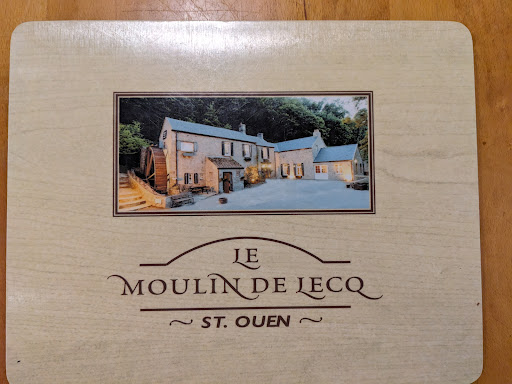 LE
MOULIN DE LECQ
~ ST. OUEN ~